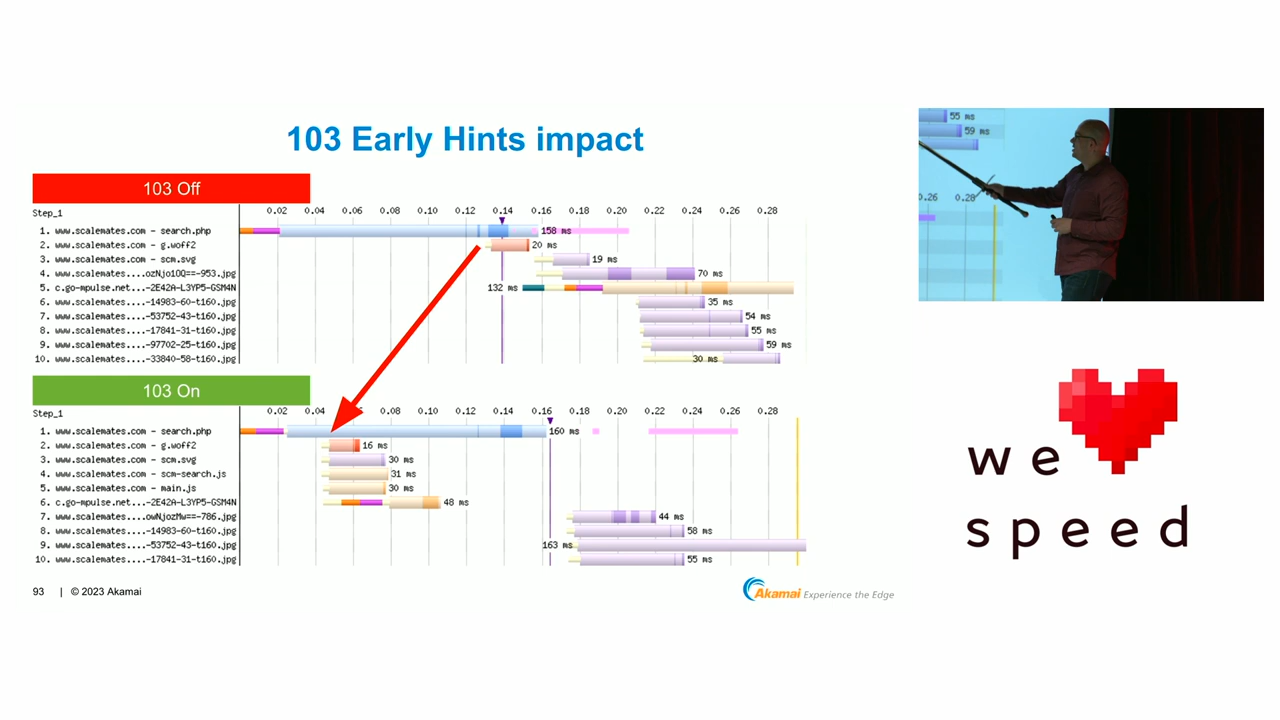 103 Early Hints impact
103 Off
Step_1
0.02 0.04 0.06 0.08 0.10 0.12 0.14 0.16 0.18 0.20 0.22 0.24 0.26 0.28
1. www.scalemates.com - search.php 158 ms
2. www.scalemates.com - g.woff2 20 ms
3. www.scalemates.com - scm.svg 19 ms
4. www.scalemates....ozNjo1OQ==-953.jpg 70 ms
5. c.go-mpulse.net...-2E42A-L3YP5-GSM4N 132 ms
6. www.scalemates....-14983-60-t160.jpg 35 ms
7. www.scalemates....-53752-43-t160.jpg 54 ms
8. www.scalemates....-17841-31-t160.jpg 55 ms
9. www.scalemates....-97702-25-t160.jpg 59 ms
10. www.scalemates....-33840-58-t160.jpg 30 ms
103 On
Step_1
0.02 0.04 0.06 0.08 0.10 0.12 0.14 0.16 0.18 0.20 0.22 0.24 0.26 0.28
1. www.scalemates.com - search.php 160 ms
2. www.scalemates.com - g.woff2 16 ms
3. www.scalemates.com - scm.svg 30 ms
4. www.scalemates.com - scm-search.js 31 ms
5. www.scalemates.com - main.js 30 ms
6. c.go-mpulse.net...-2E42A-L3YP5-GSM4N 48 ms
7. www.scalemates....owNjozMw==-786.jpg 44 ms
8. www.scalemates....-14983-60-t160.jpg 58 ms
9. www.scalemates....-53752-43-t160.jpg 163 ms
10. www.scalemates....-17841-31-t160.jpg 55 ms
93 | © 2023 Akamai
Akamai Experience the Edge
55 ms
59 ms
0.26 0.28
we
speed